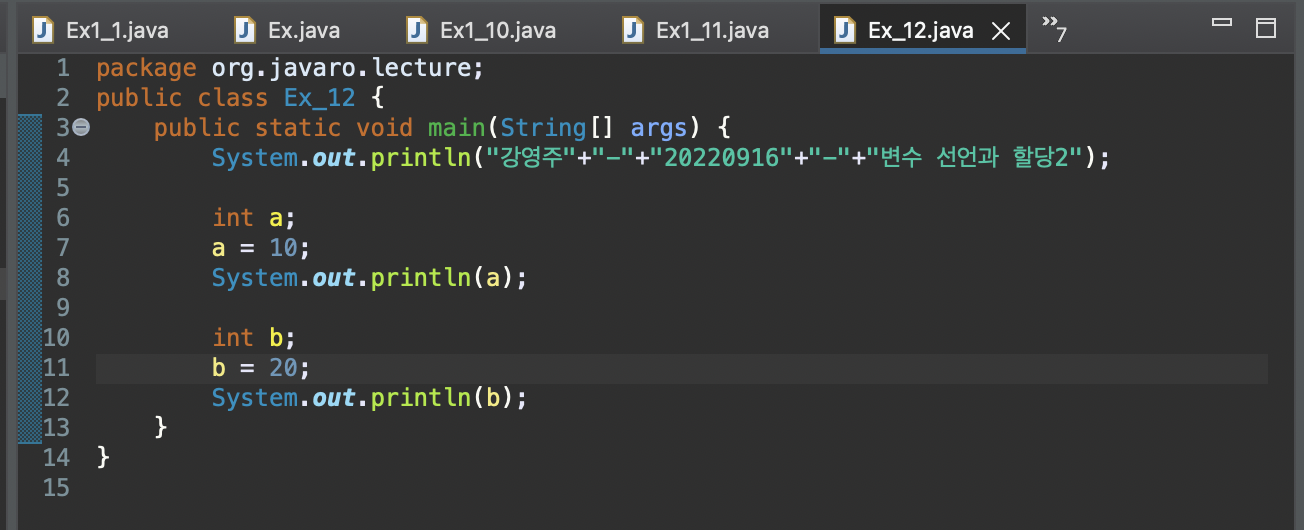 Ex1_1.java Ex.java Ex1_10.java Ex1_11.java Ex_12.java »7
1 package org.javaro.lecture;
2 public class Ex_12 {
3 public static void main(String[] args) {
4 System.out.println("강영주"+"-"+"20220916"+"-"+"변수 선언과 할당2");
5
6 int a;
7 a = 10;
8 System.out.println(a);
9
10 int b;
11 b = 20;
12 System.out.println(b);
13 }
14 }
15